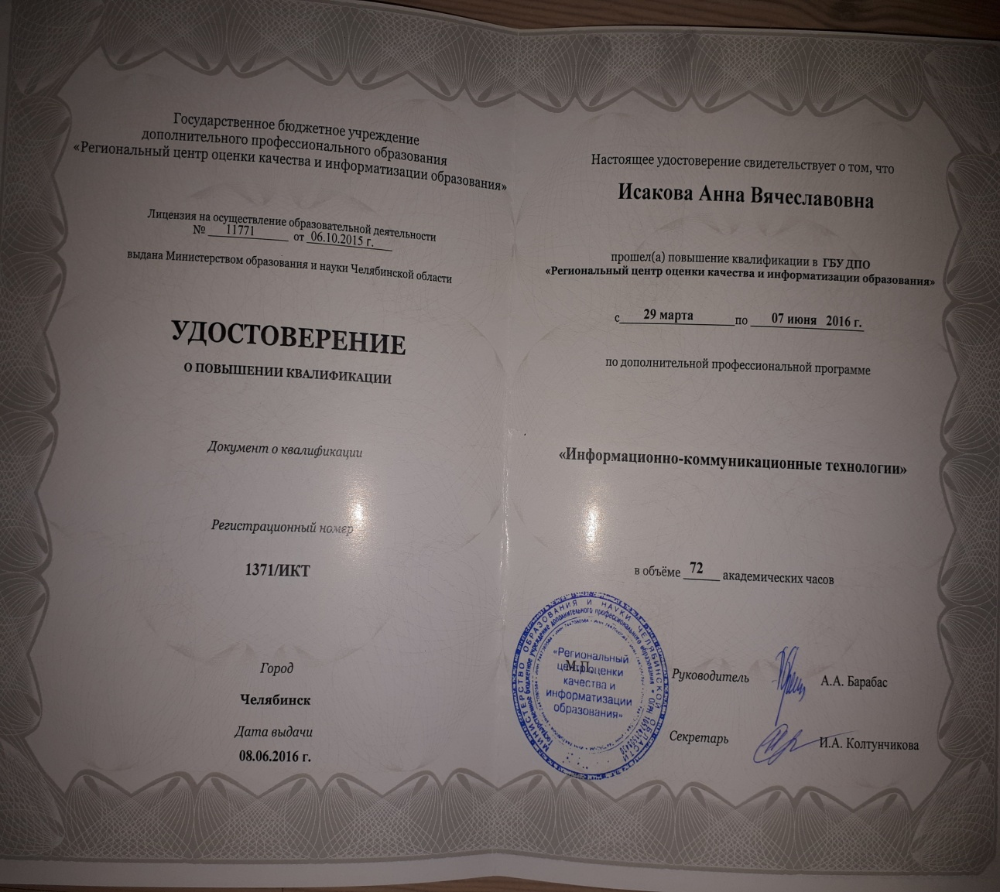 Государственное бюджетное учреждение
дополнительного профессионального образования
«Региональный центр оценки качества и информатизации образования»
Лицензия на осуществление образовательной деятельности
№ 11771 от 06.10.2015 г.
выдана Министерством образования и науки Челябинской области
УДОСТОВЕРЕНИЕ
О ПОВЫШЕНИИ КВАЛИФИКАЦИИ
Документ о квалификации
Регистрационный номер
1371/ИКТ
Город
Челябинск
Дата выдачи
08.06.2016 г.
Настоящее удостоверение свидетельствует о том, что
Исакова Анна Вячеславовна
прошел(а) повышение квалификации в ГБУ ДПО
«Региональный центр оценки качества и информатизации образования»
с 29 марта по 07 июня 2016 г.
по дополнительной профессиональной программе
«Информационно-коммуникационные технологии»
в объёме 72 академических часов
МИНИСТЕРСТВО ОБРАЗОВАНИЯ И НАУКИ ЧЕЛЯБИНСКОЙ ОБЛАСТИ
Государственное бюджетное учреждение дополнительного профессионального образования
«Региональный
центр оценки
качества и
информатизации
образования»
М.П.
Руководитель А.А. Барабас
Секретарь И.А. Колтунчикова